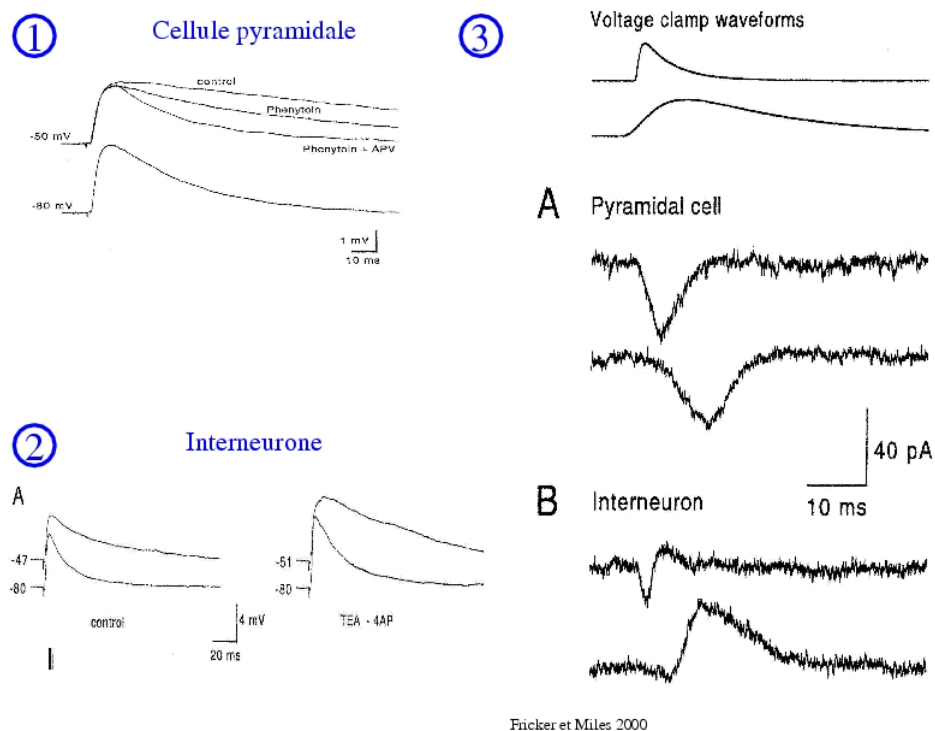 1
Cellule pyramidale
control
Phenytoin
-50 mV
Phenytoin + APV
-80 mV
1 mV
10 ms
2
Interneurone
A
-47
-80
control
4 mV
20 ms
-51
-80
TEA - 4AP
3
Voltage clamp waveforms
A Pyramidal cell
40 pA
10 ms
B Interneuron
Fricker et Miles 2000